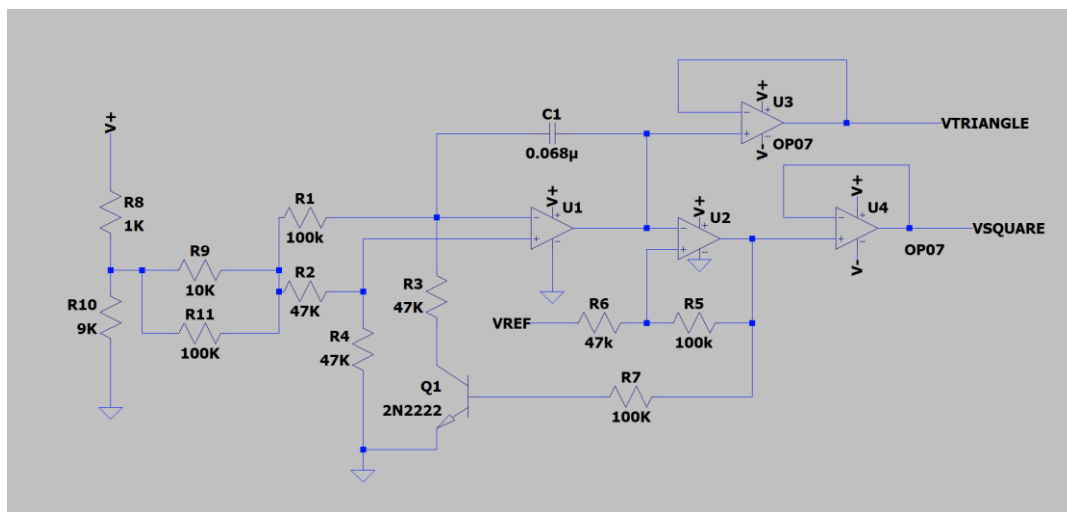 V+
R8
1K
R10
9K
R9
10K
R11
100K
R1
100k
R2
47K
R4
47K
R3
47K
Q1
2N2222
C1
0.068µ
V+
U1
V+
U2
R6
47k
VREF
R5
100k
R7
100K
V+
U3
V-
OP07
VTRIANGLE
V+
U4
V-
OP07
VSQUARE